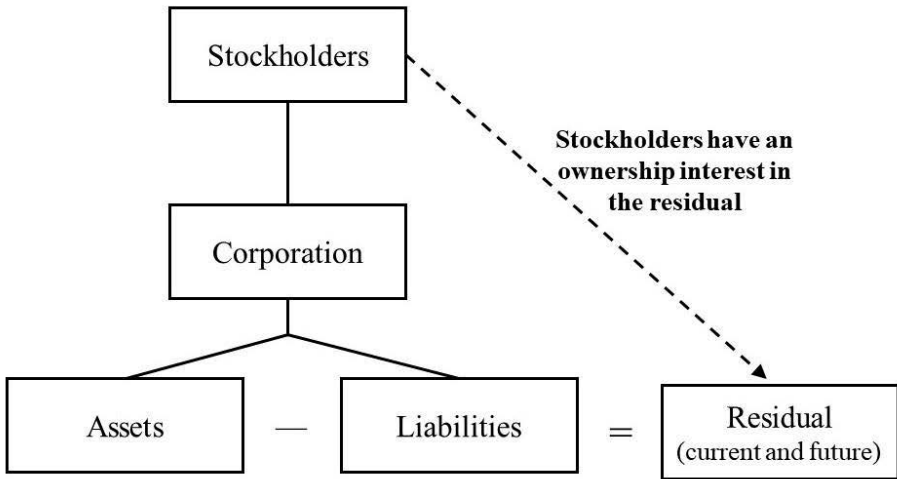 Stockholders
Stockholders have an
ownership interest in
the residual
Corporation
Assets — Liabilities = Residual
(current and future)